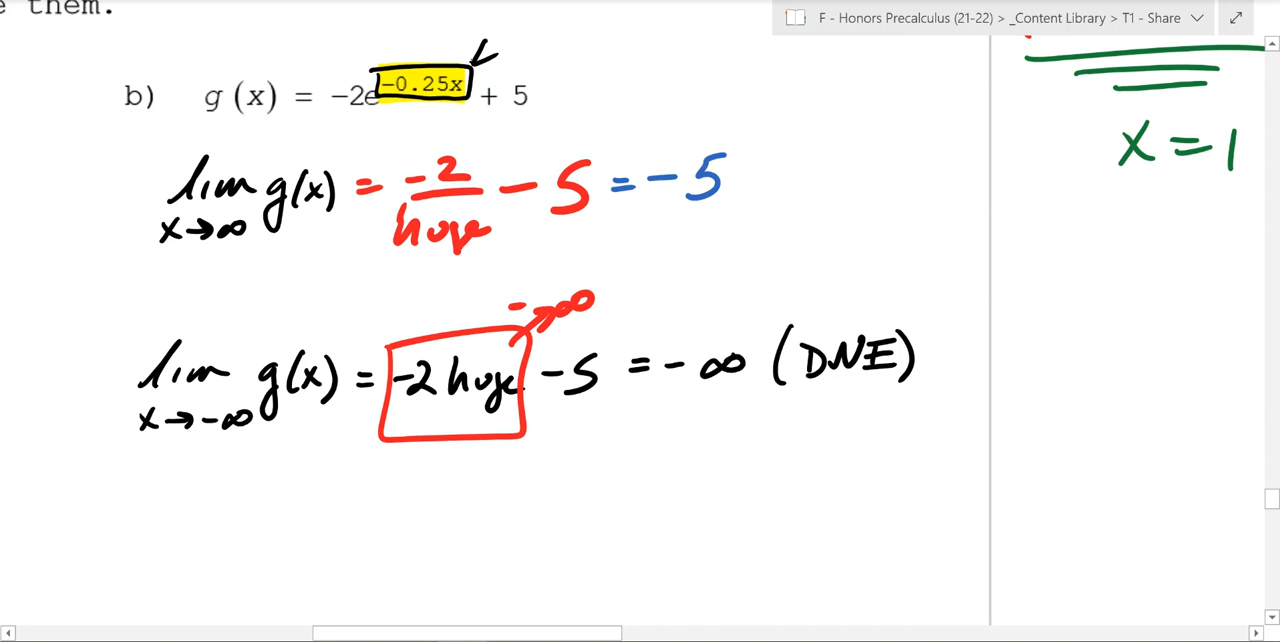 e them.
F - Honors Precalculus (21-22) > _Content Library > T1 - Share
b) g (x) = -2e^-0.25x + 5
lim x→∞ g(x) = -2/huge - 5 = -5
-→∞
lim x→-∞ g(x) = -2 huge - 5 = -∞ (DNE)
x = 1